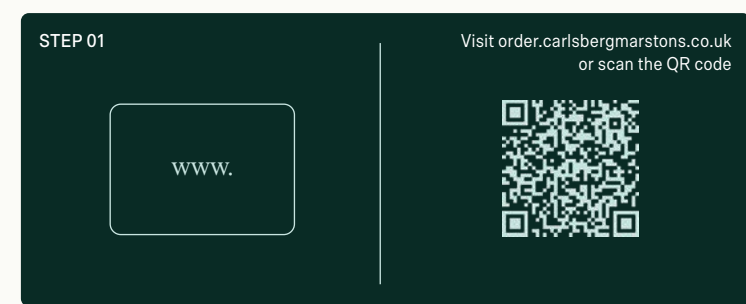 STEP 01
www.
Visit order.carlsbergmarstons.co.uk
or scan the QR code